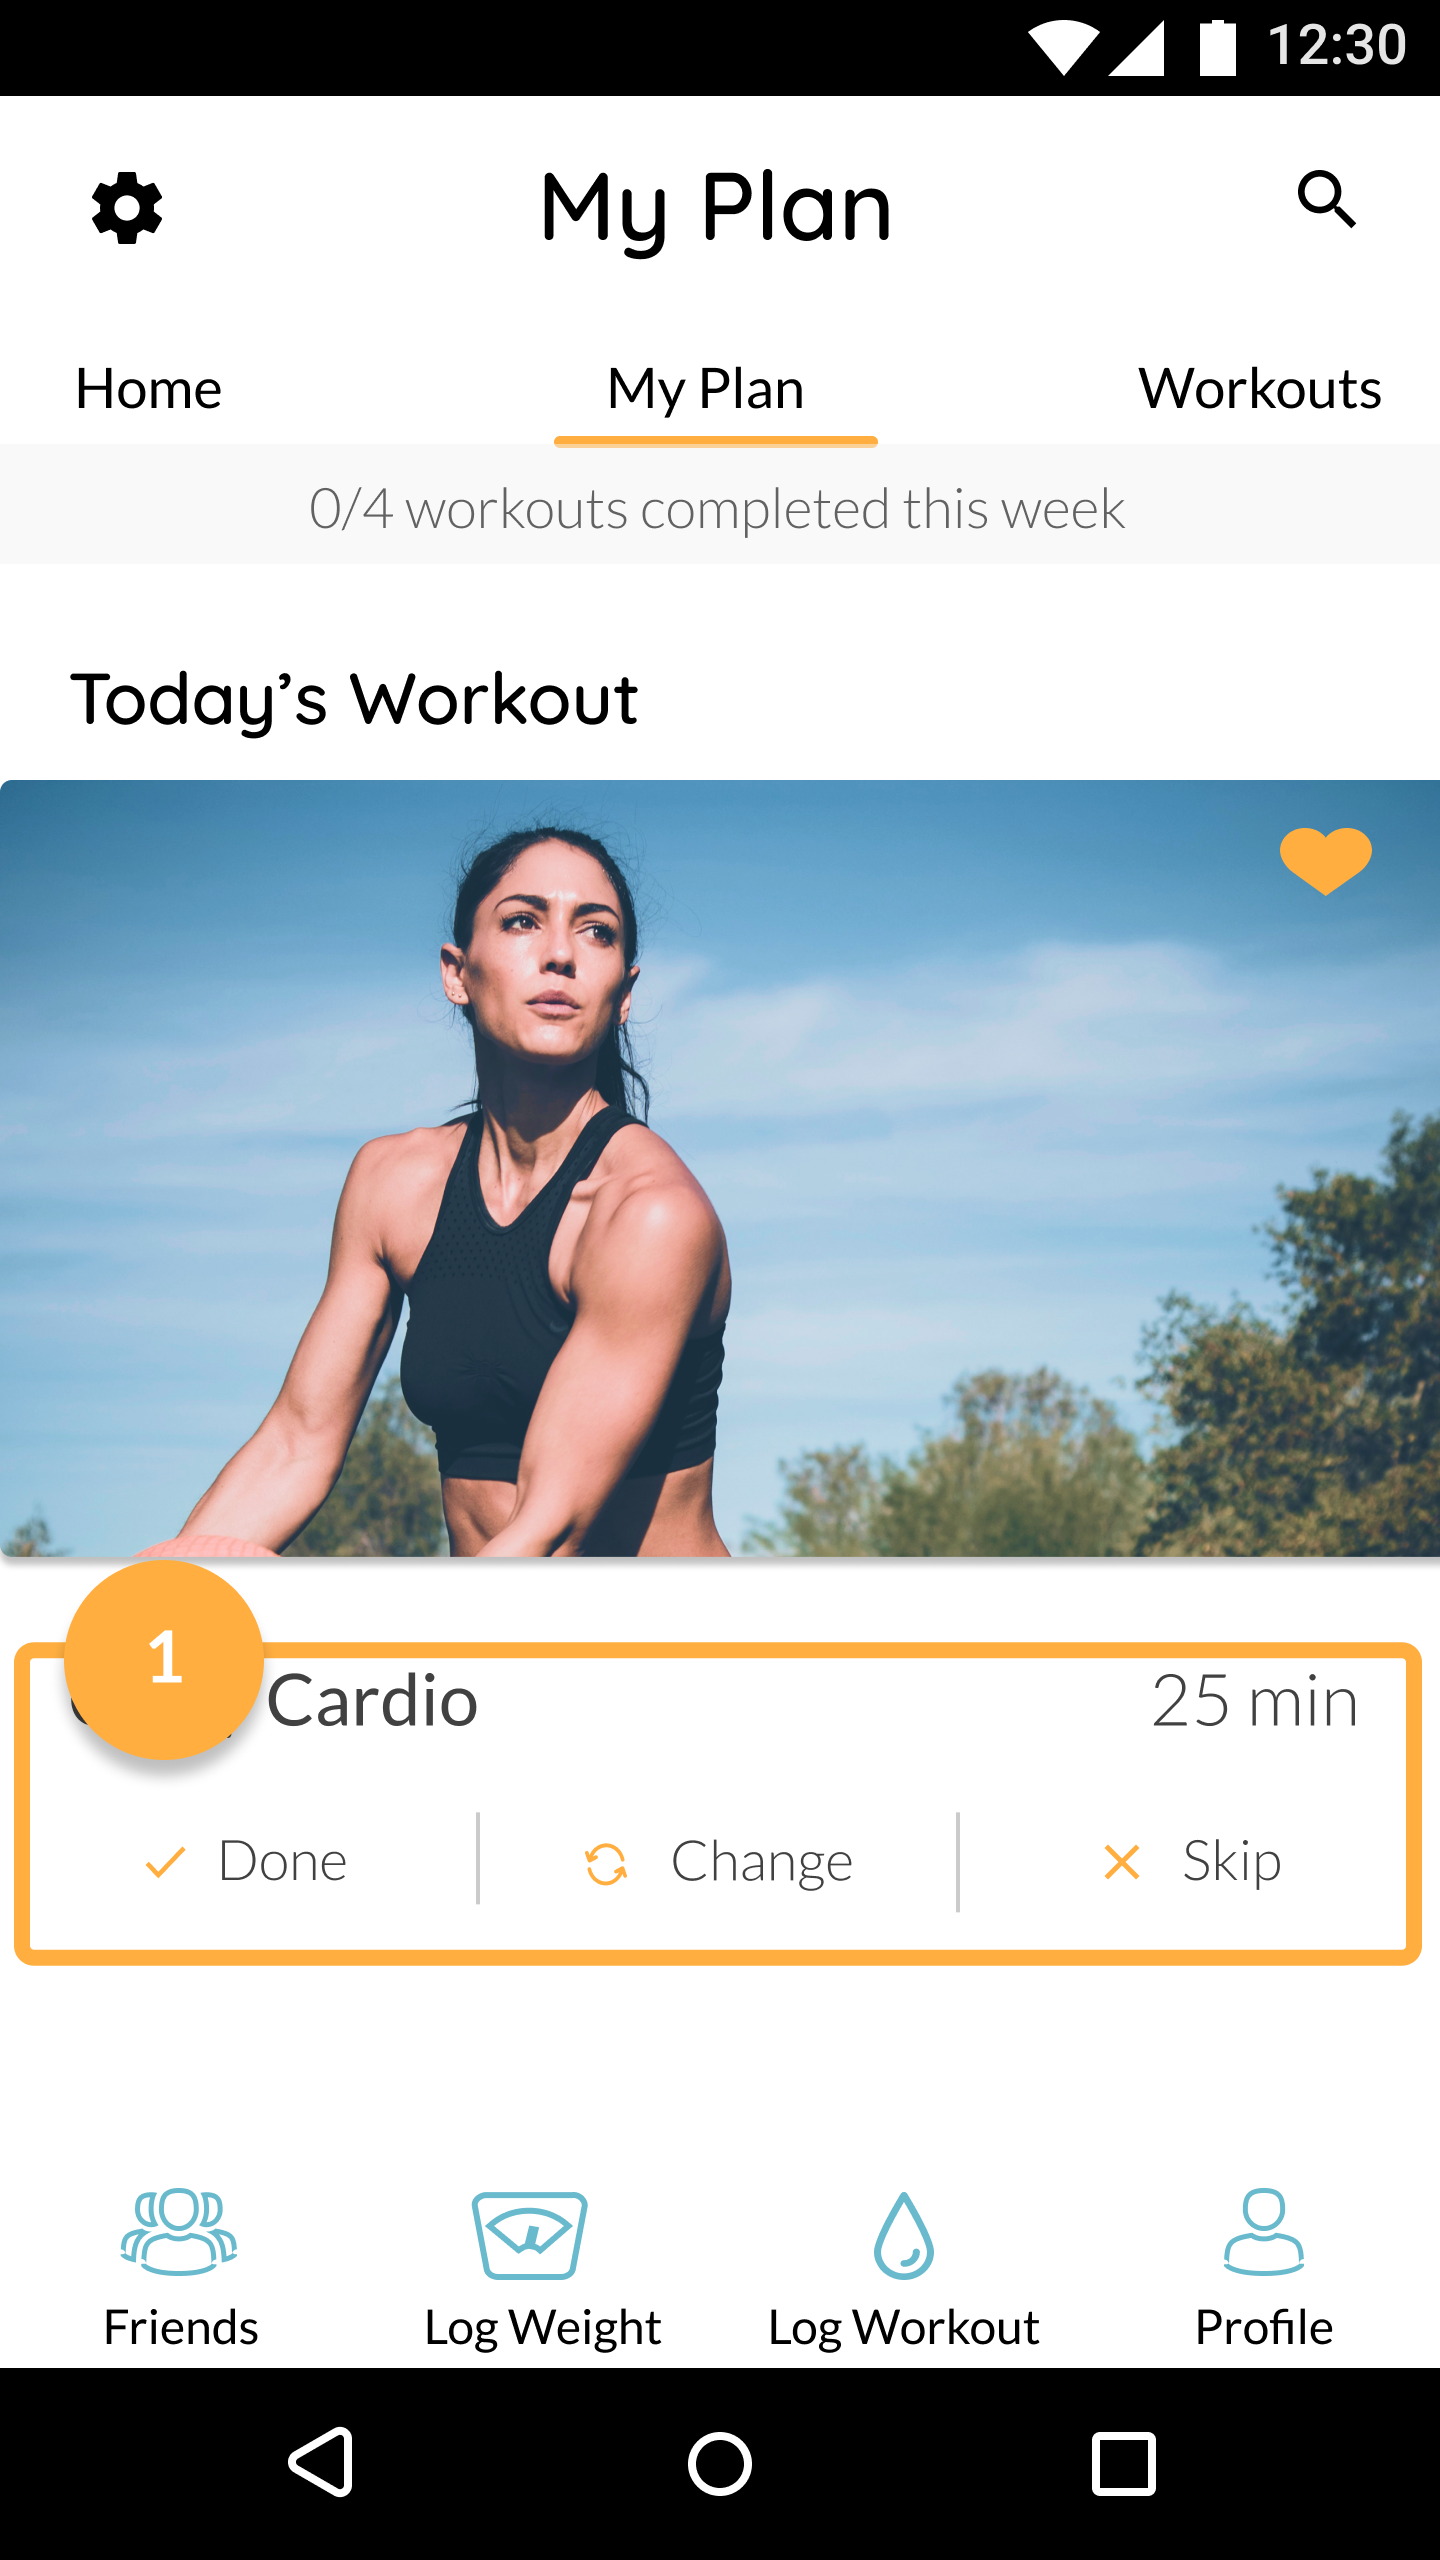 12:30
My Plan
Home My Plan Workouts
0/4 workouts completed this week
Today’s Workout
1
Cardio 25 min
Done Change Skip
Friends Log Weight Log Workout Profile